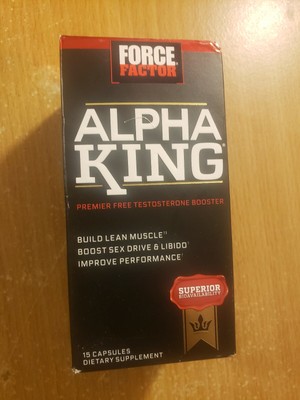 FORCE
FACTOR
ALPHA
KING®
PREMIER FREE TESTOSTERONE BOOSTER
BUILD LEAN MUSCLE
BOOST SEX DRIVE & LIBIDO
IMPROVE PERFORMANCE
SUPERIOR
BIOAVAILABILITY
15 CAPSULES
DIETARY SUPPLEMENT